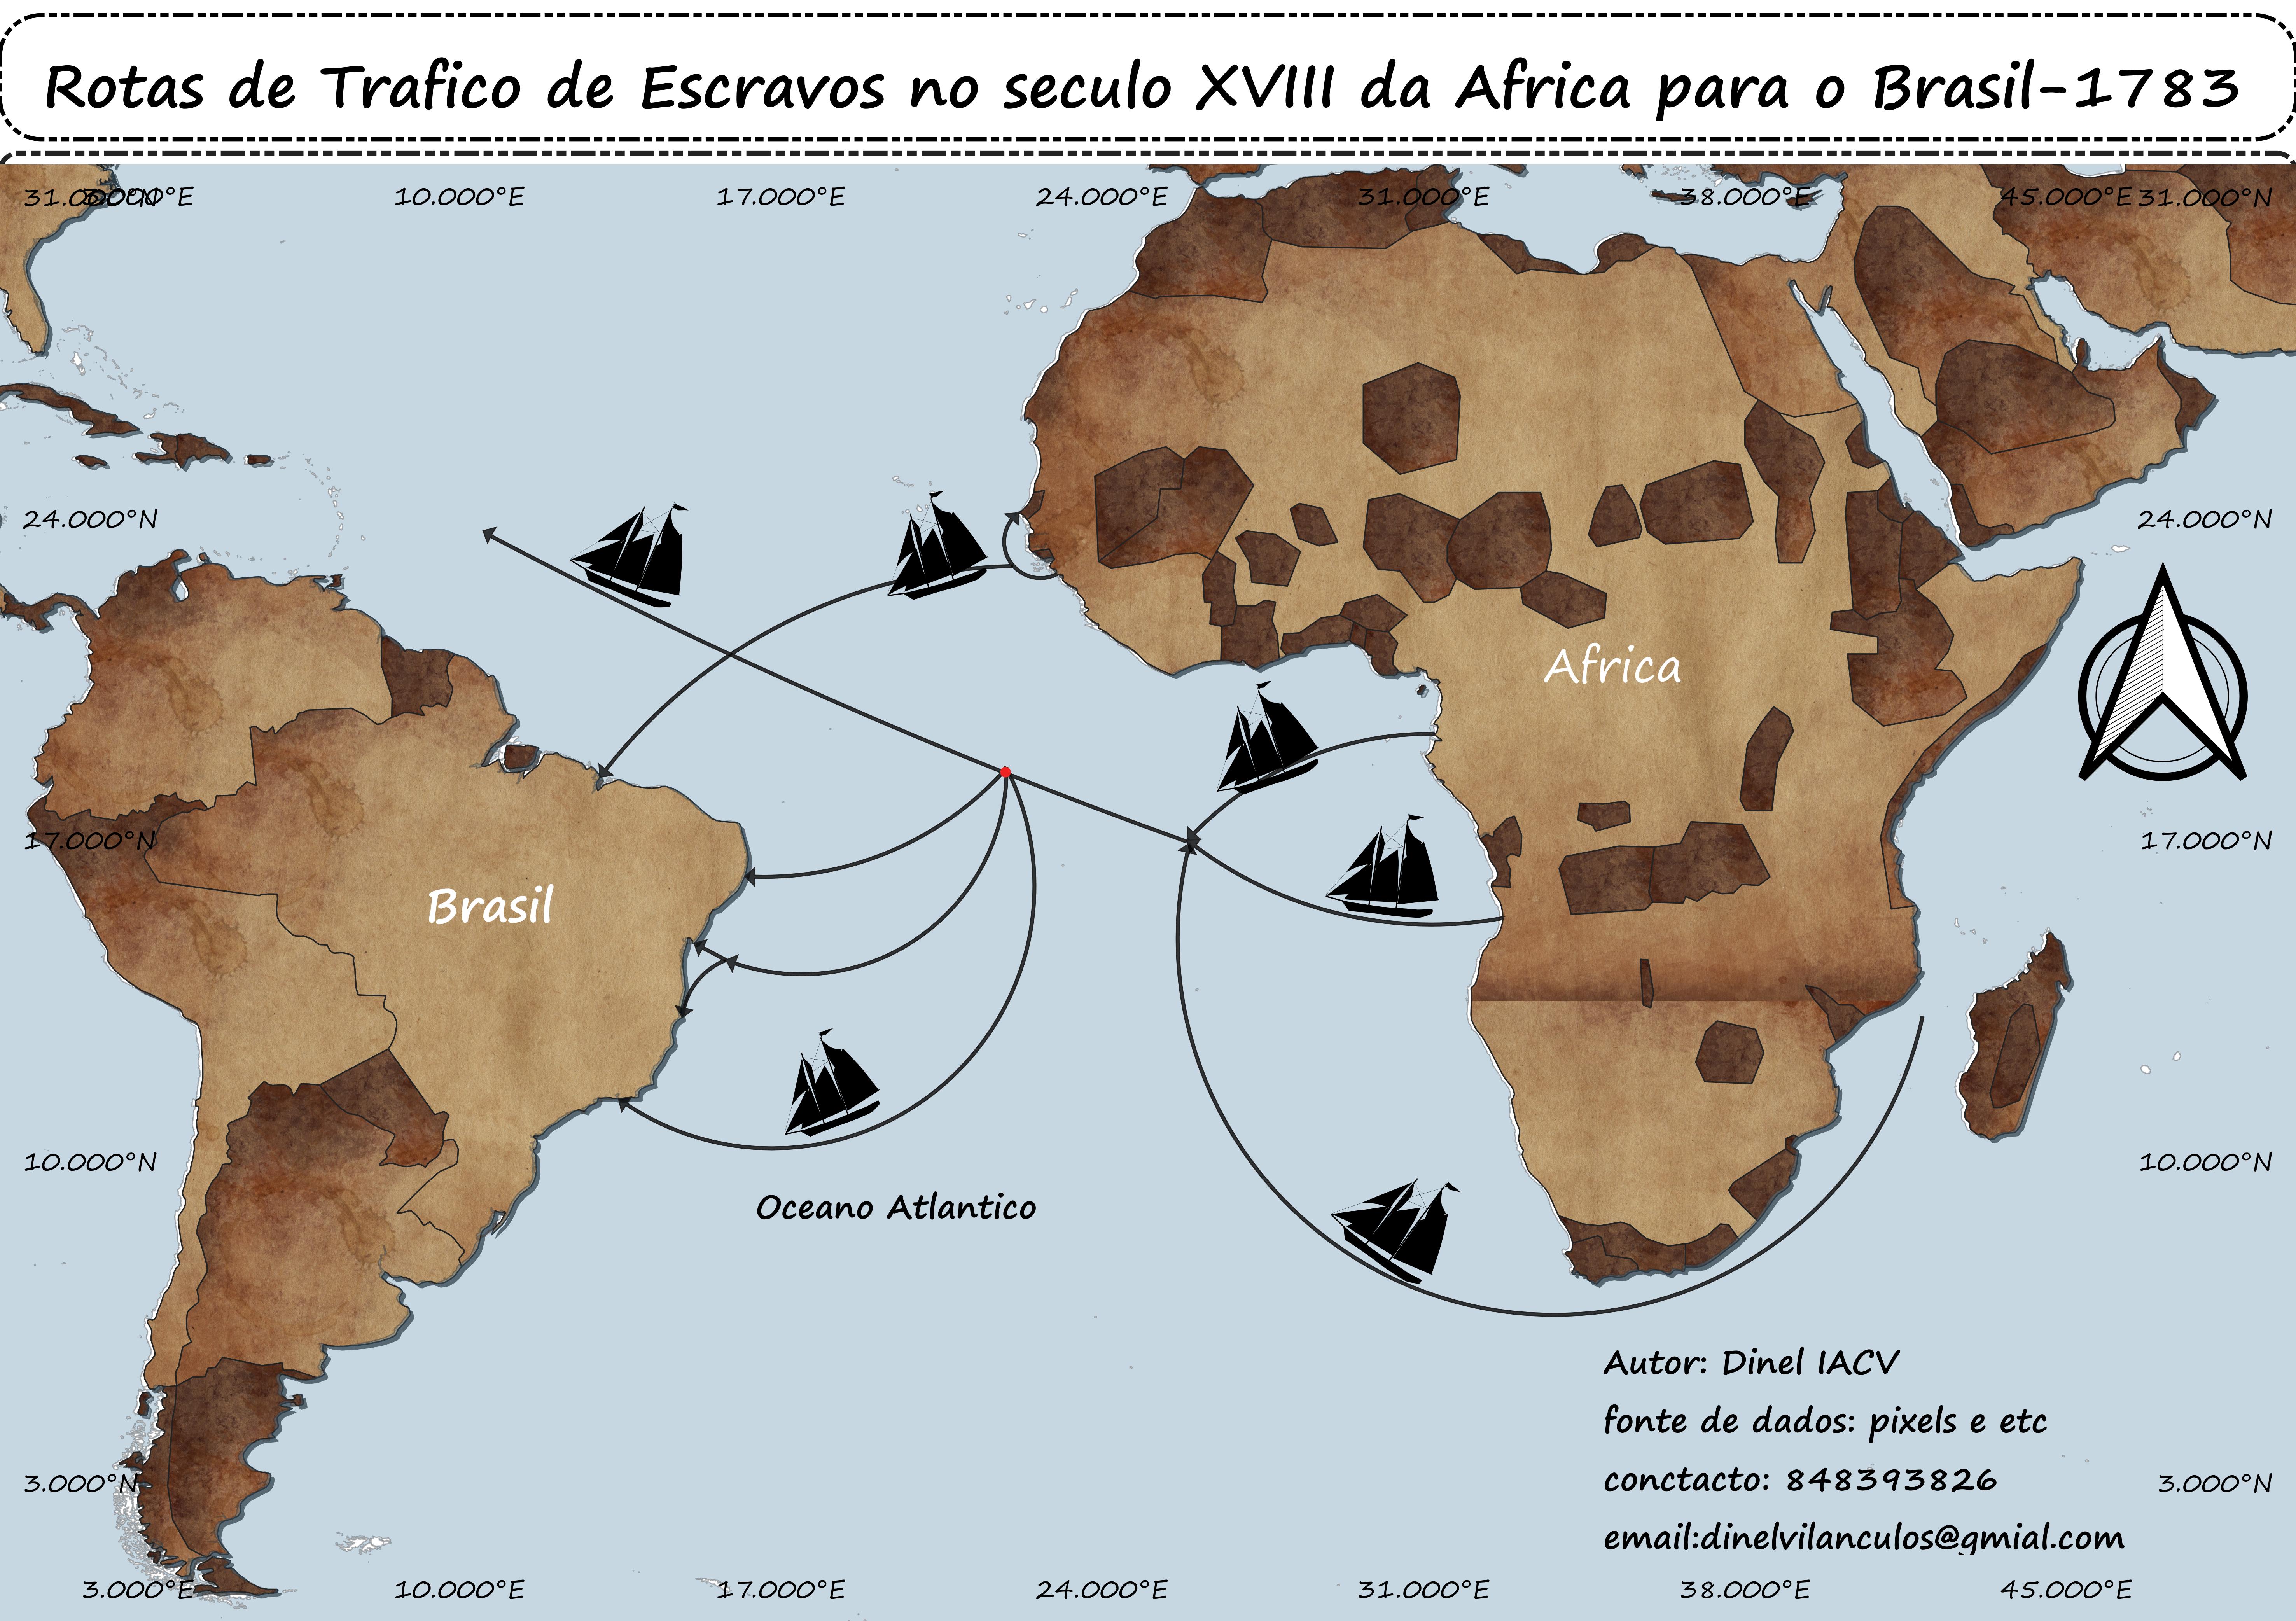 Rotas de Trafico de Escravos no seculo XVIII da Africa para o Brasil-1783
31.000°N 3.000°E 10.000°E 17.000°E 24.000°E 31.000°E 38.000°E 45.000°E 31.000°N
24.000°N 24.000°N
Africa
17.000°N 17.000°N
Brasil
10.000°N 10.000°N
Oceano Atlantico
Autor: Dinel IACV
fonte de dados: pixels e etc
3.000°N conctacto: 848393826 3.000°N
email:dinelvilanculos@gmial.com
3.000°E 10.000°E 17.000°E 24.000°E 31.000°E 38.000°E 45.000°E